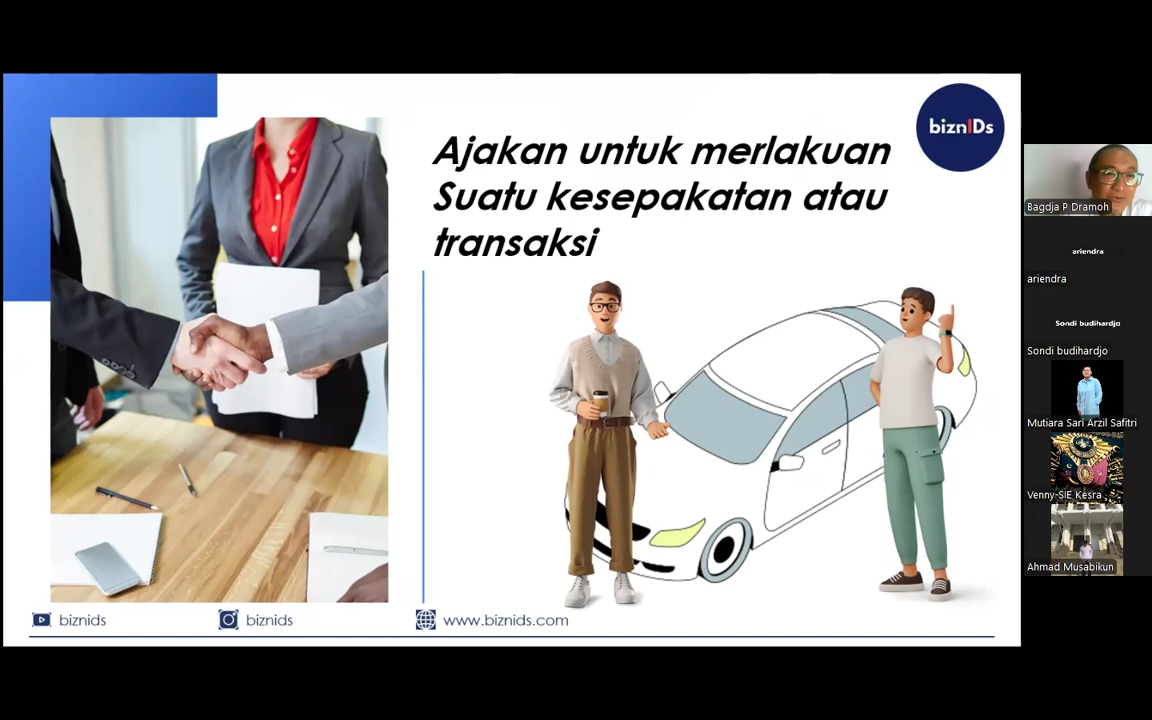 Ajakan untuk merlakuan
Suatu kesepakatan atau
transaksi
biznIDs
biznids
biznids
www.biznids.com
Bagdja P Dramoh
ariendra
ariendra
Sondi budihardjo
Sondi budihardjo
Mutiara Sari Arzil Safitri
Venny-SIE Kesra
Ahmad Musabikun